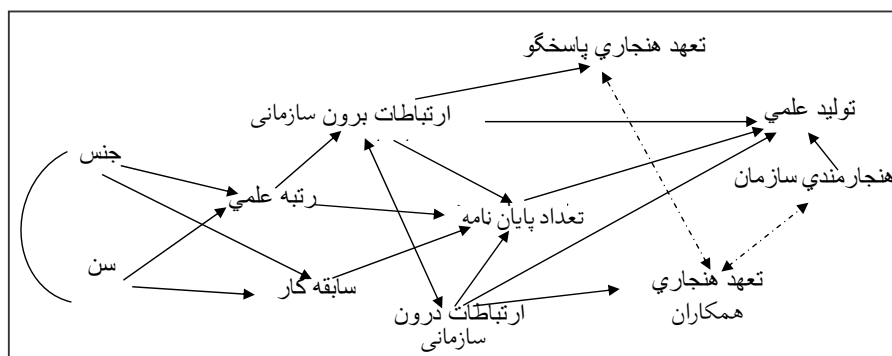 تعهد هنجاري پاسخگو
ارتباطات برون سازمانی
توليد علمي
جنس
هنجارمندي سازمان
رتبه علمي
تعداد پايان نامه
سن
سابقه كار
تعهد هنجاري
همكاران
ارتباطات درون
سازمانی